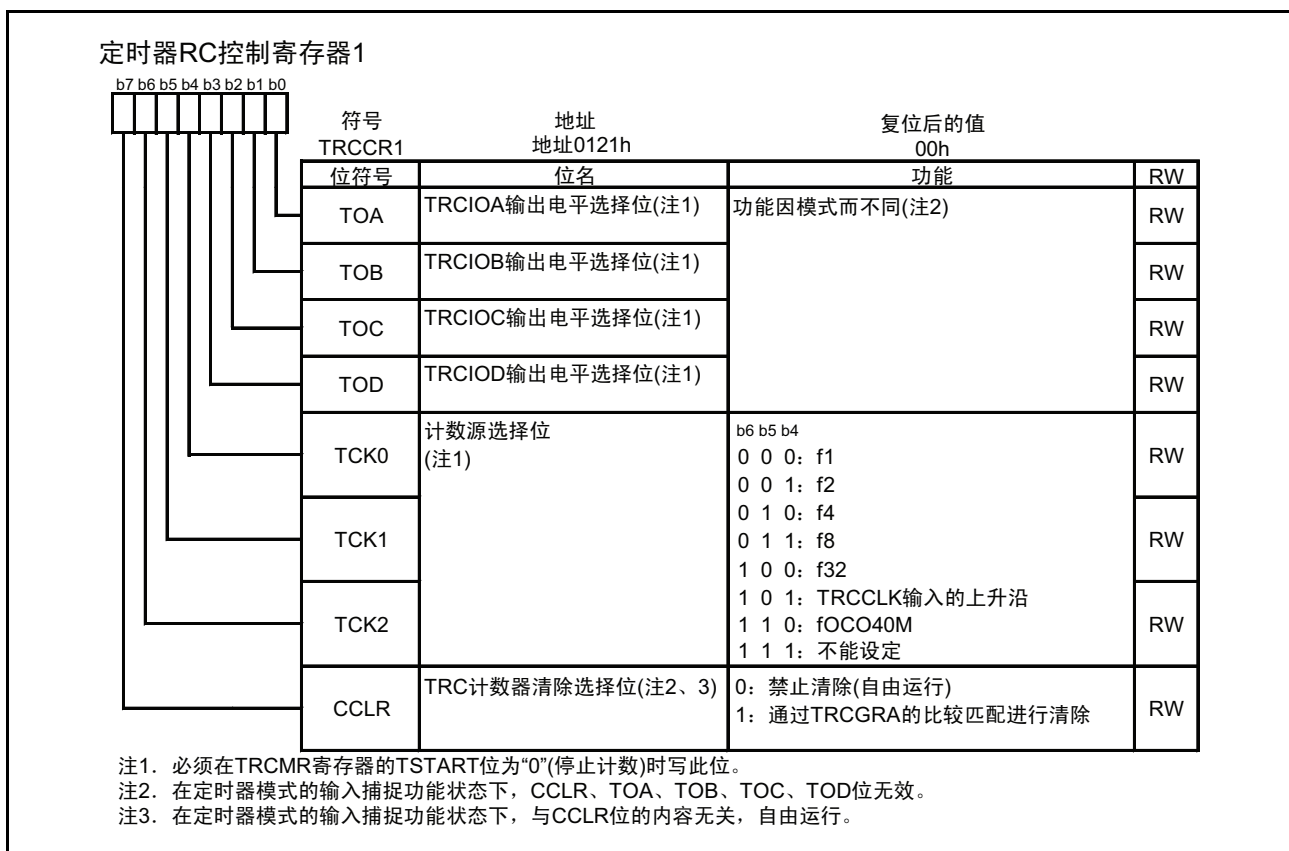 定时器RC控制寄存器1
b7 b6 b5 b4 b3 b2 b1 b0
符号 地址 复位后的值
TRCCR1 地址0121h 00h
位符号 位名 功能 RW
TOA TRCIOA输出电平选择位(注1) 功能因模式而不同(注2) RW
TOB TRCIOB输出电平选择位(注1) RW
TOC TRCIOC输出电平选择位(注1) RW
TOD TRCIOD输出电平选择位(注1) RW
TCK0 计数源选择位 RW
(注1)
TCK1 RW
TCK2 RW
b6 b5 b4
0 0 0：f1
0 0 1：f2
0 1 0：f4
0 1 1：f8
1 0 0：f32
1 0 1：TRCCLK输入的上升沿
1 1 0：fOCO40M
1 1 1：不能设定
CCLR TRC计数器清除选择位(注2、3) RW
0：禁止清除(自由运行)
1：通过TRCGRA的比较匹配进行清除
注1．必须在TRCMR寄存器的TSTART位为“0”(停止计数)时写此位。
注2．在定时器模式的输入捕捉功能状态下，CCLR、TOA、TOB、TOC、TOD位无效。
注3．在定时器模式的输入捕捉功能状态下，与CCLR位的内容无关，自由运行。